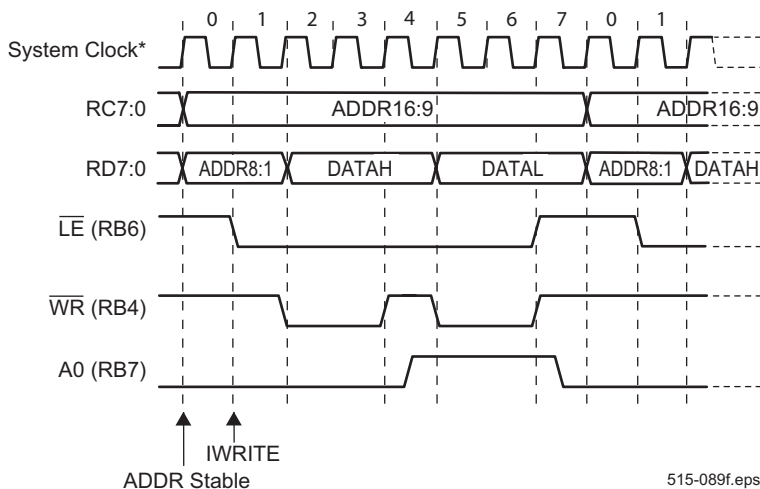 0 1 2 3 4 5 6 7 0 1
System Clock*
RC7:0 ADDR16:9 ADDR16:9
RD7:0 ADDR8:1 DATAH DATAL ADDR8:1 DATAH
LE (RB6)
WR (RB4)
A0 (RB7)
IWRITE
ADDR Stable
515-089f.eps